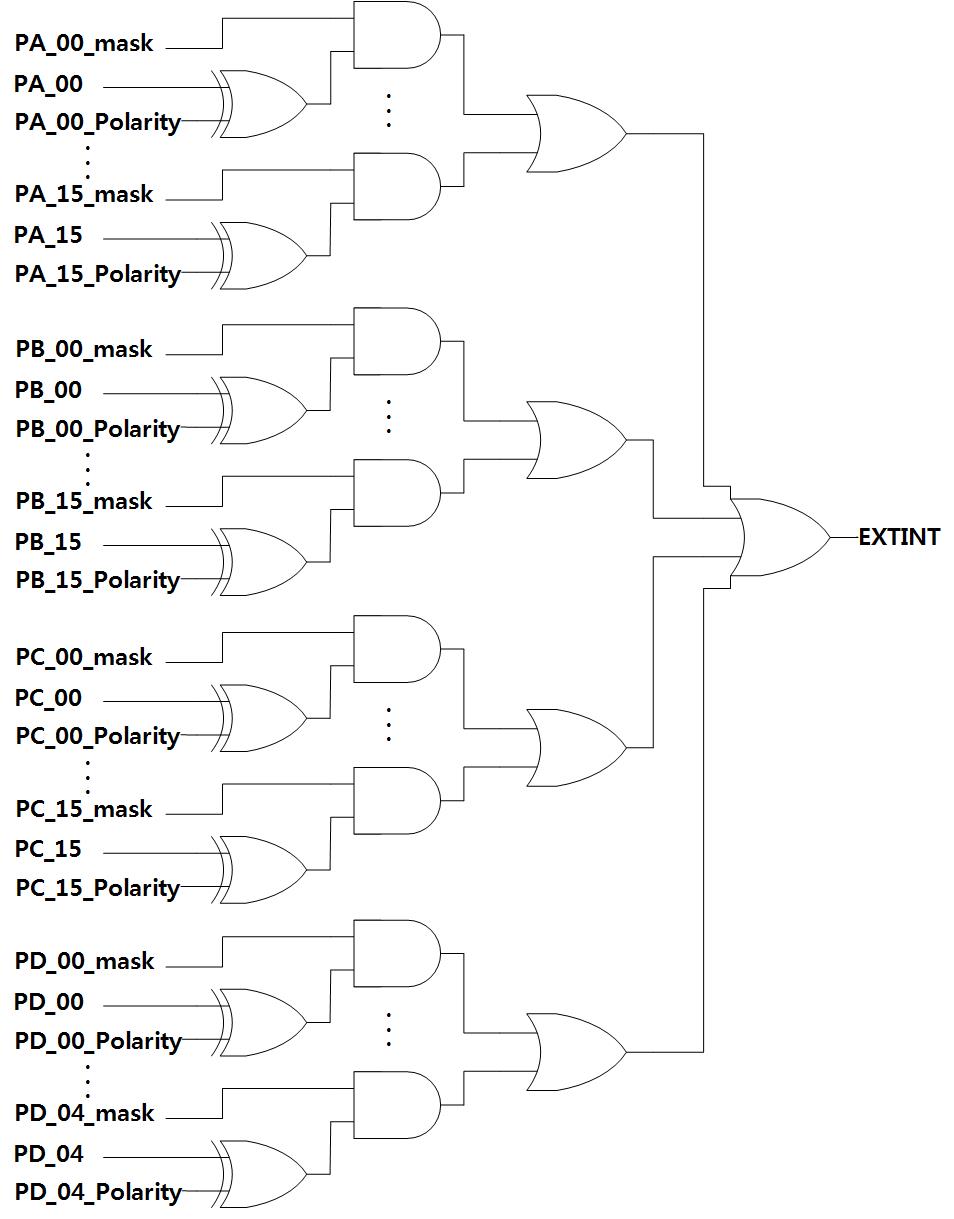 PA_00_mask
PA_00
PA_00_Polarity
PA_15_mask
PA_15
PA_15_Polarity
PB_00_mask
PB_00
PB_00_Polarity
PB_15_mask
PB_15
PB_15_Polarity
EXTINT
PC_00_mask
PC_00
PC_00_Polarity
PC_15_mask
PC_15
PC_15_Polarity
PD_00_mask
PD_00
PD_00_Polarity
PD_04_mask
PD_04
PD_04_Polarity